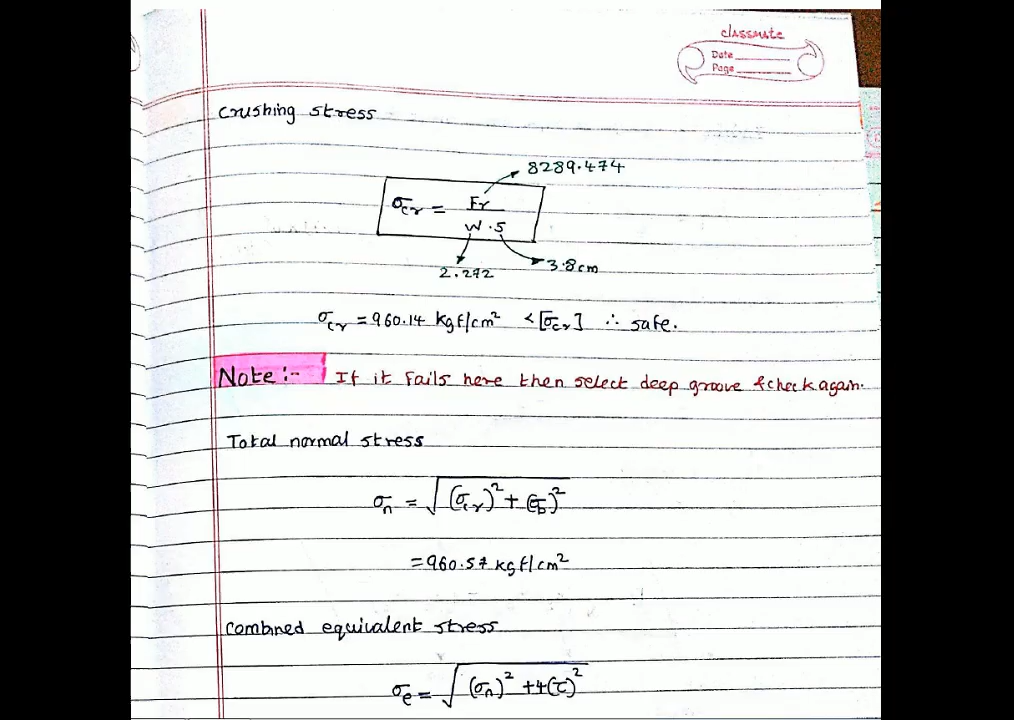 classmate
Date
Page
Crushing stress
8289.474
σcr = Fr / W.S
2.272
3.8cm
σcr = 960.14 kgf/cm² < [σcr] ∴ safe.
Note:- If it fails here then select deep groove & check again.
Total normal stress
σn = √(σcr)² + (σb)²
= 960.57 kgf/cm²
Combined equivalent stress
σe = √(σn)² + 4(τ)²